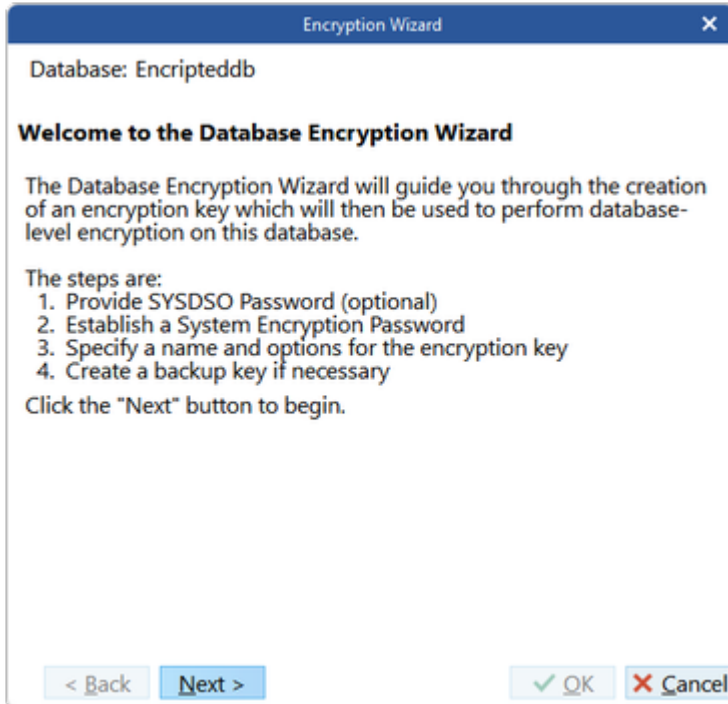 Encryption Wizard
Database: Encripteddb
Welcome to the Database Encryption Wizard
The Database Encryption Wizard will guide you through the creation
of an encryption key which will then be used to perform database-
level encryption on this database.
The steps are:
1. Provide SYSDSO Password (optional)
2. Establish a System Encryption Password
3. Specify a name and options for the encryption key
4. Create a backup key if necessary
Click the "Next" button to begin.
< Back Next > OK Cancel